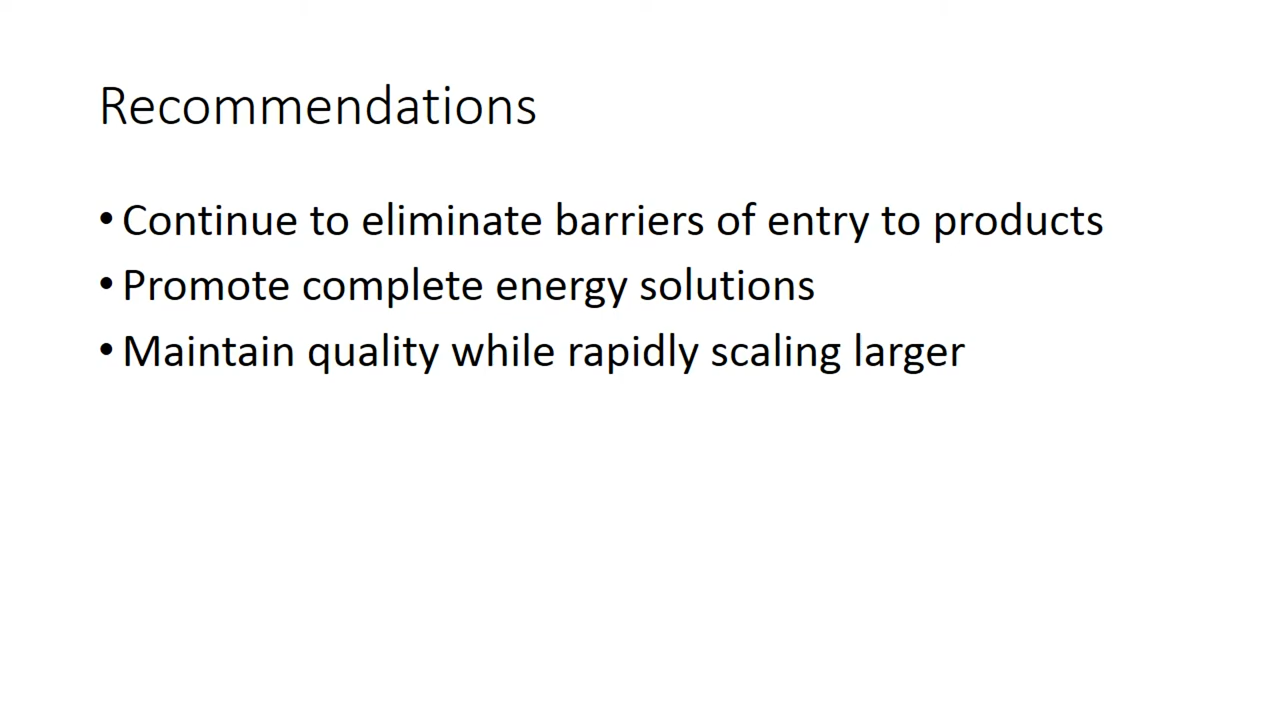 Recommendations
• Continue to eliminate barriers of entry to products
• Promote complete energy solutions
• Maintain quality while rapidly scaling larger